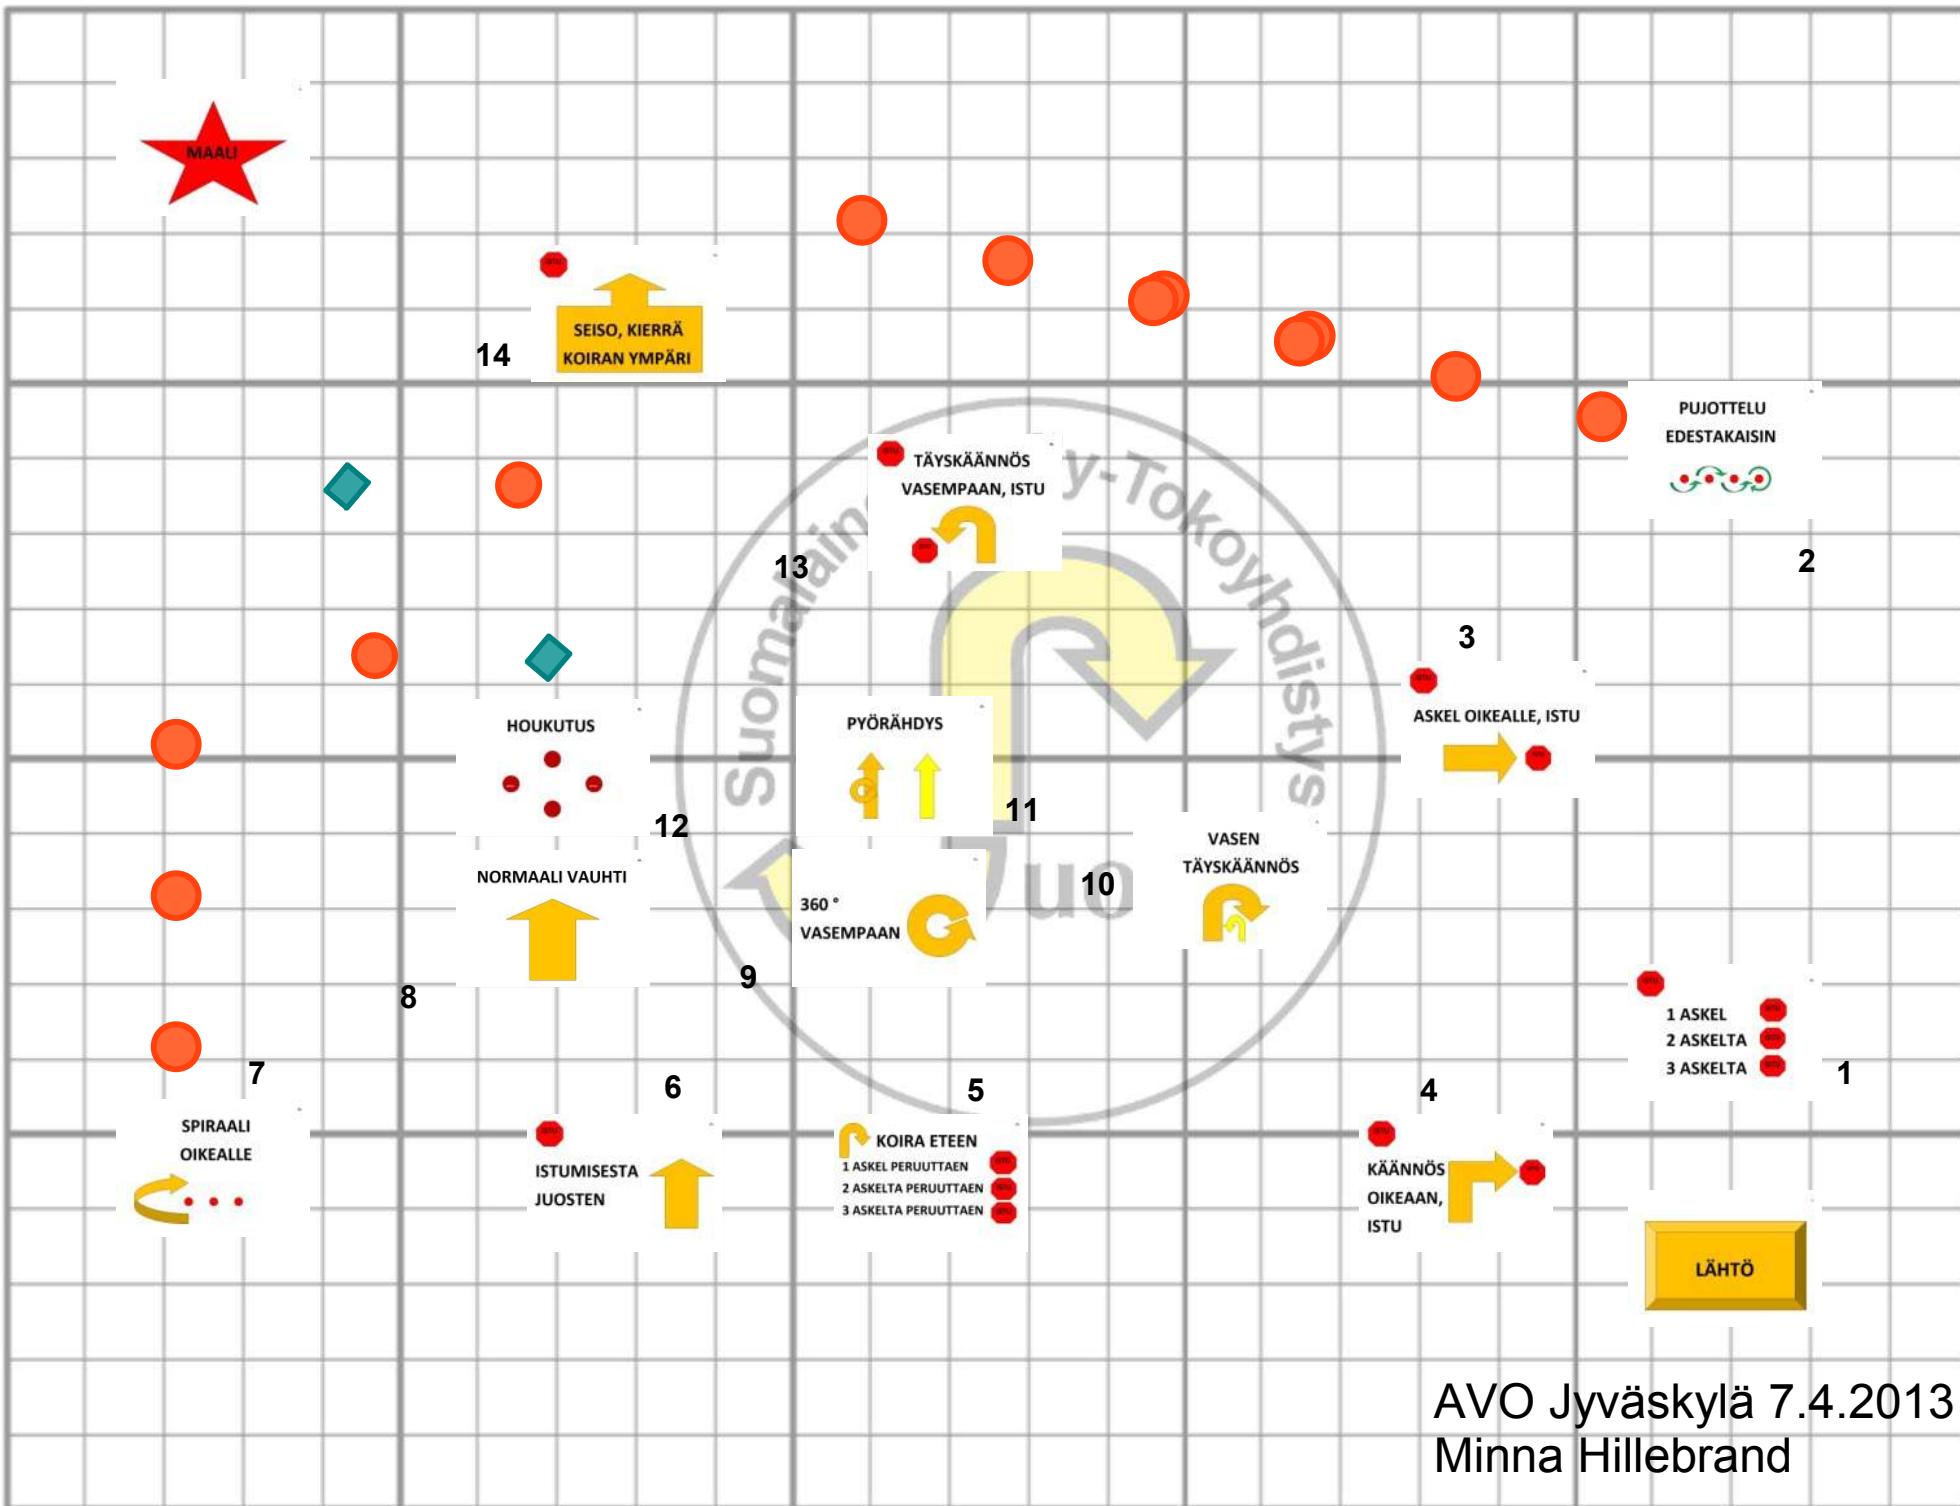 MAALI
SEISO, KIERRÄ
KOIRAN YMPÄRI
14
PUJOTTELU
EDESTAKAISIN
2
TÄYSKÄÄNNÖS
VASEMPAAN, ISTU
13
3
ASKEL OIKEALLE, ISTU
HOUKUTUS
12
PYÖRÄHDYS
11
VASEN
TÄYSKÄÄNNÖS
10
NORMAALI VAUHTI
8
360 °
VASEMPAAN
9
1 ASKEL
2 ASKELTA
3 ASKELTA
1
7
SPIRAALI
OIKEALLE
6
ISTUMISESTA
JUOSTEN
5
KOIRA ETEEN
1 ASKEL PERUUTTAEN
2 ASKELTA PERUUTTAEN
3 ASKELTA PERUUTTAEN
4
KÄÄNNÖS
OIKEAAN,
ISTU
LÄHTÖ
AVO Jyväskylä 7.4.2013
Minna Hillebrand